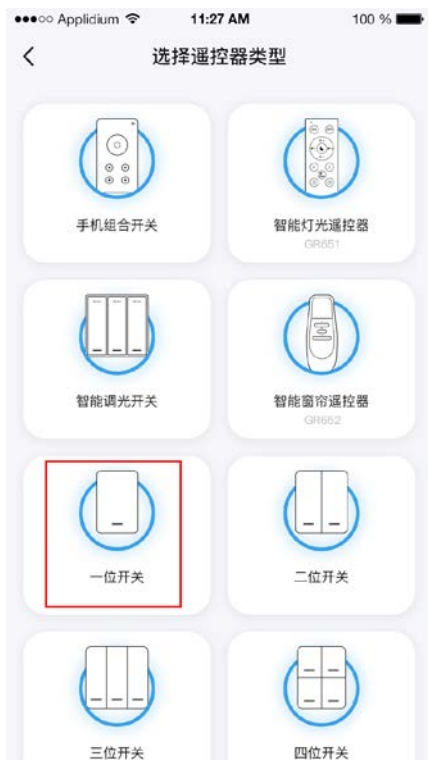 Applidium 11:27 AM 100 %
选择遥控器类型
手机组合开关 智能灯光遥控器
GR651
智能调光开关 智能窗帘遥控器
GR652
一位开关 二位开关
三位开关 四位开关